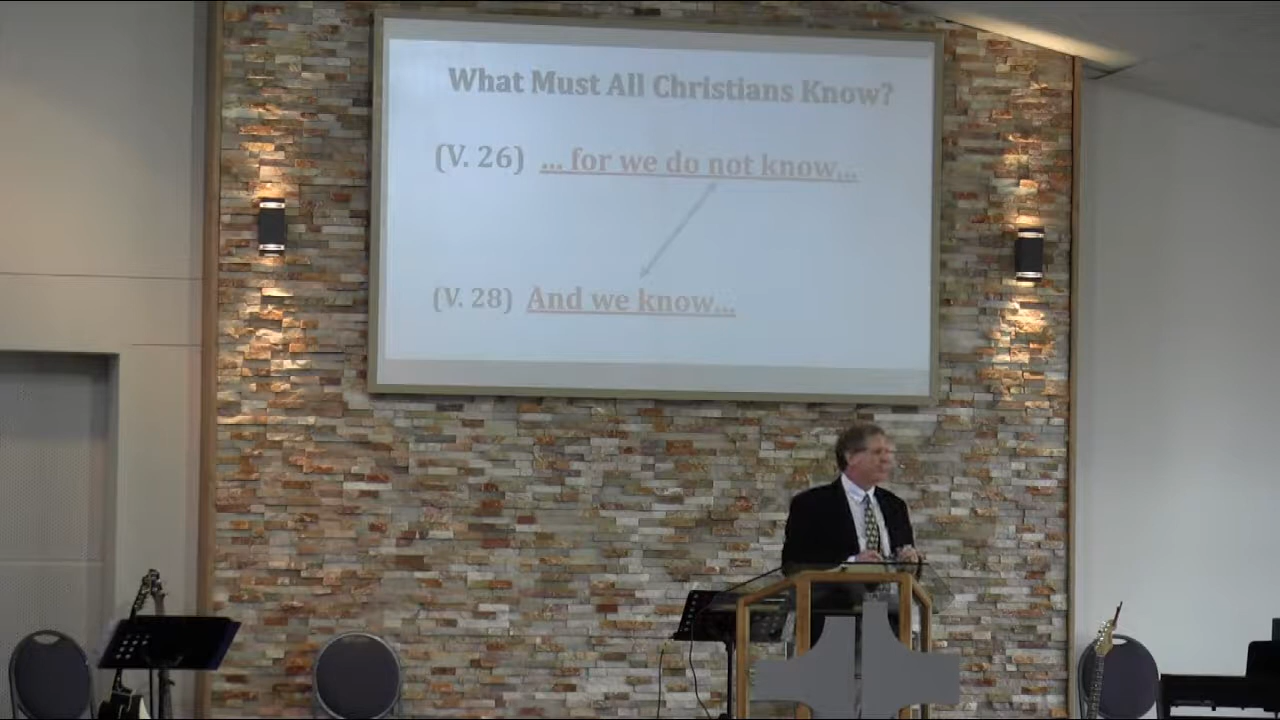 What Must All Christians Know?
(V. 26) ... for we do not know...
(V. 28) And we know...